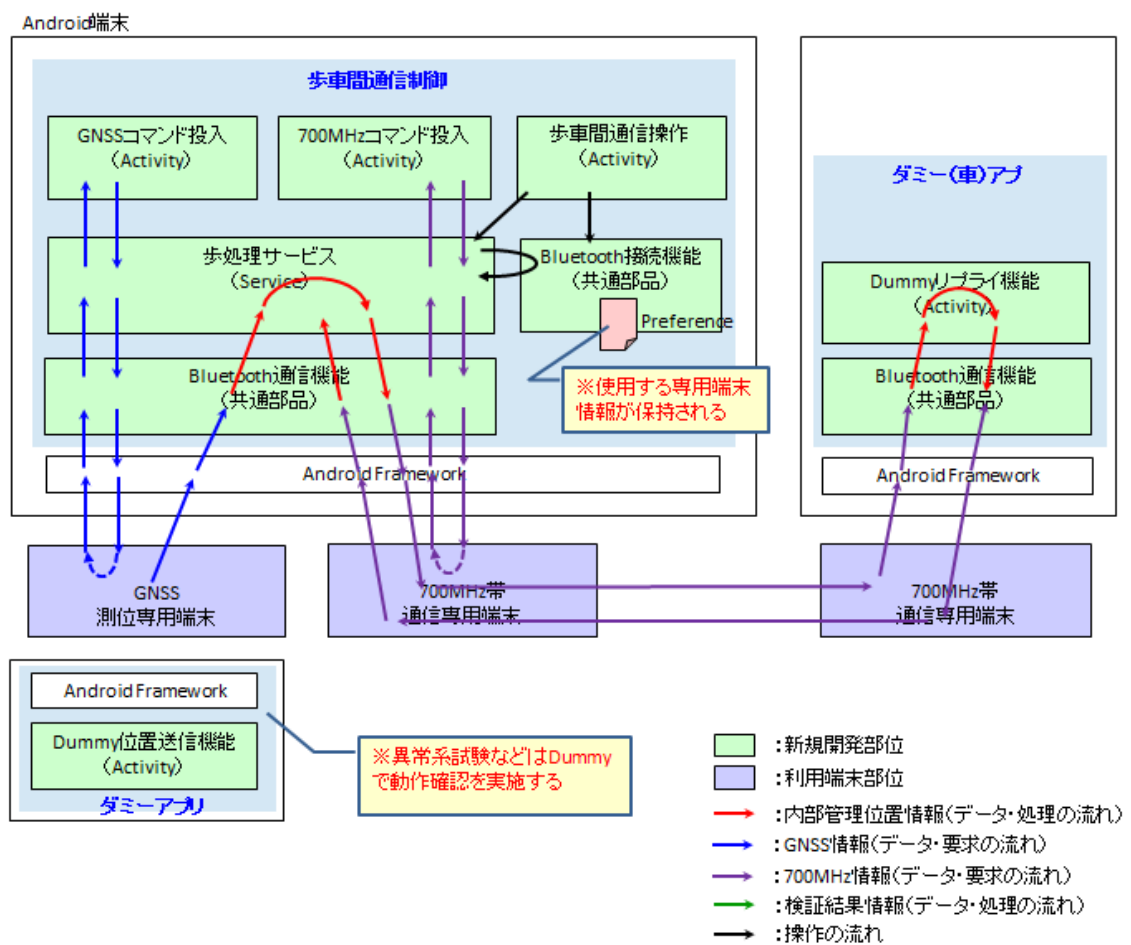 Android端末
歩車間通信制御
GNSSコマンド投入
（Activity）
700MHzコマンド投入
（Activity）
歩車間通信操作
（Activity）
歩処理サービス
（Service）
Bluetooth接続機能
（共通部品）
Preference
Bluetooth通信機能
（共通部品）
※使用する専用端末
情報が保持される
Android Framework
ダミー（車）アプ
Dummyリプライ機能
（Activity）
Bluetooth通信機能
（共通部品）
Android Framework
GNSS
測位専用端末
700MHz帯
通信専用端末
700MHz帯
通信専用端末
Android Framework
Dummy位置送信機能
（Activity）
ダミーアプリ
※異常系試験などはDummy
で動作確認を実施する
：新規開発部位
：利用端末部位
：内部管理位置情報（データ・処理の流れ）
：GNSS情報（データ・要求の流れ）
：700MHz情報（データ・要求の流れ）
：検証結果情報（データ・処理の流れ）
：操作の流れ